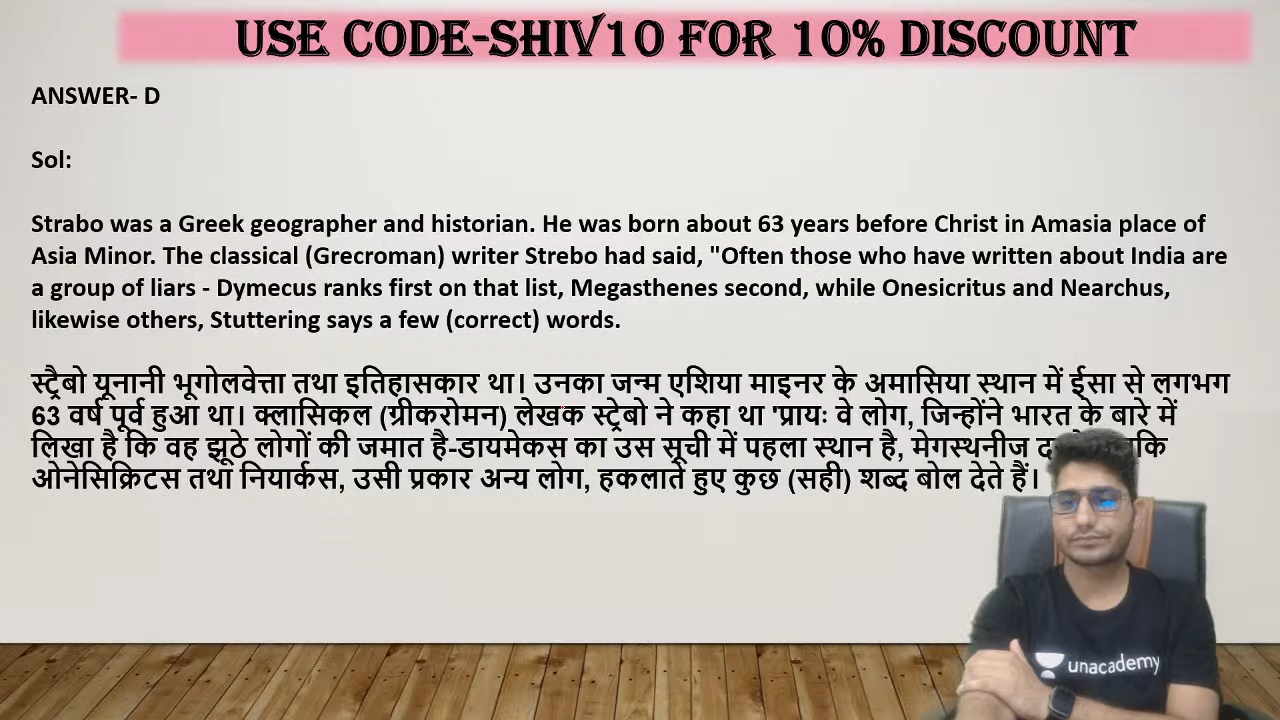 USE CODE-SHIV10 FOR 10% DISCOUNT
ANSWER- D
Sol:
Strabo was a Greek geographer and historian. He was born about 63 years before Christ in Amasia place of
Asia Minor. The classical (Grecroman) writer Strebo had said, "Often those who have written about India are
a group of liars - Dymecus ranks first on that list, Megasthenes second, while Onesicritus and Nearchus,
likewise others, Stuttering says a few (correct) words.
स्ट्रैबो यूनानी भूगोलवेत्ता तथा इतिहासकार था। उनका जन्म एशिया माइनर के अमासिया स्थान में ईसा से लगभग
63 वर्ष पूर्व हुआ था। क्लासिकल (ग्रीकरोमन) लेखक स्ट्रेबो ने कहा था 'प्रायः वे लोग, जिन्होंने भारत के बारे में
लिखा है कि वह झूठे लोगों की जमात है-डायमेकस का उस सूची में पहला स्थान है, मेगस्थनीज
ओनेसिक्रिटस तथा नियार्कस, उसी प्रकार अन्य लोग, हकलाते हुए कुछ (सही) शब्द बोल देते हैं।
unacademy